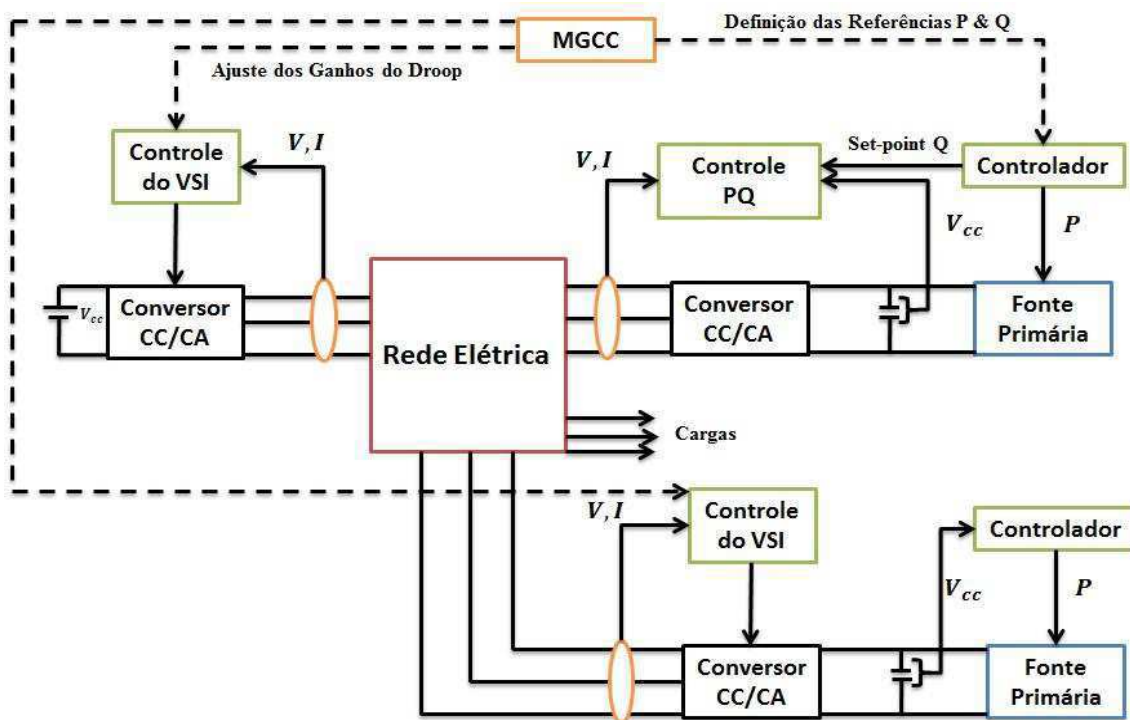 Definição das Referências P & Q
MGCC
Ajuste dos Ganhos do Droop
Controle
do VSI
V, I
V, I
Controle
PQ
Set-point Q
Controlador
V_cc
P
V_cc
Conversor
CC/CA
Rede Elétrica
Conversor
CC/CA
Fonte
Primária
Cargas
V, I
Controle
do VSI
Controlador
V_cc
P
Conversor
CC/CA
Fonte
Primária